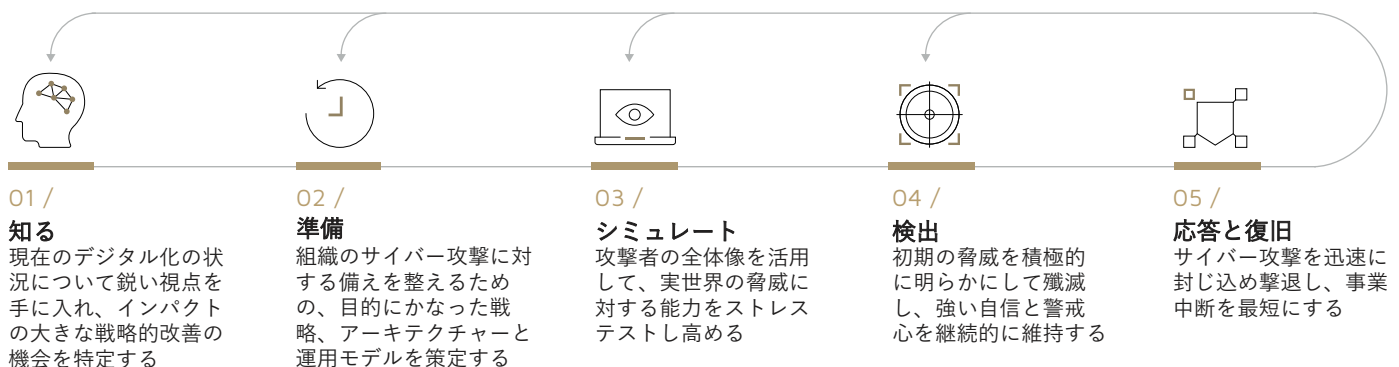 01 /
知る
現在のデジタル化の状
況について鋭い視点を
手に入れ、インパクト
の大きな戦略的改善の
機会を特定する
02 /
準備
組織のサイバー攻撃に対
する備えを整えるため
の、目的にかなった戦
略、アーキテクチャーと
運用モデルを策定する
03 /
シミュレート
攻撃者の全体像を活用
して、実世界の脅威に
対する能力をストレス
テストし高める
04 /
検出
初期の脅威を積極的
に明らかにして殲滅
し、強い自信と警戒
心を継続的に維持する
05 /
応答と復旧
サイバー攻撃を迅速に
封じ込め撃退し、事業
中断を最短にする